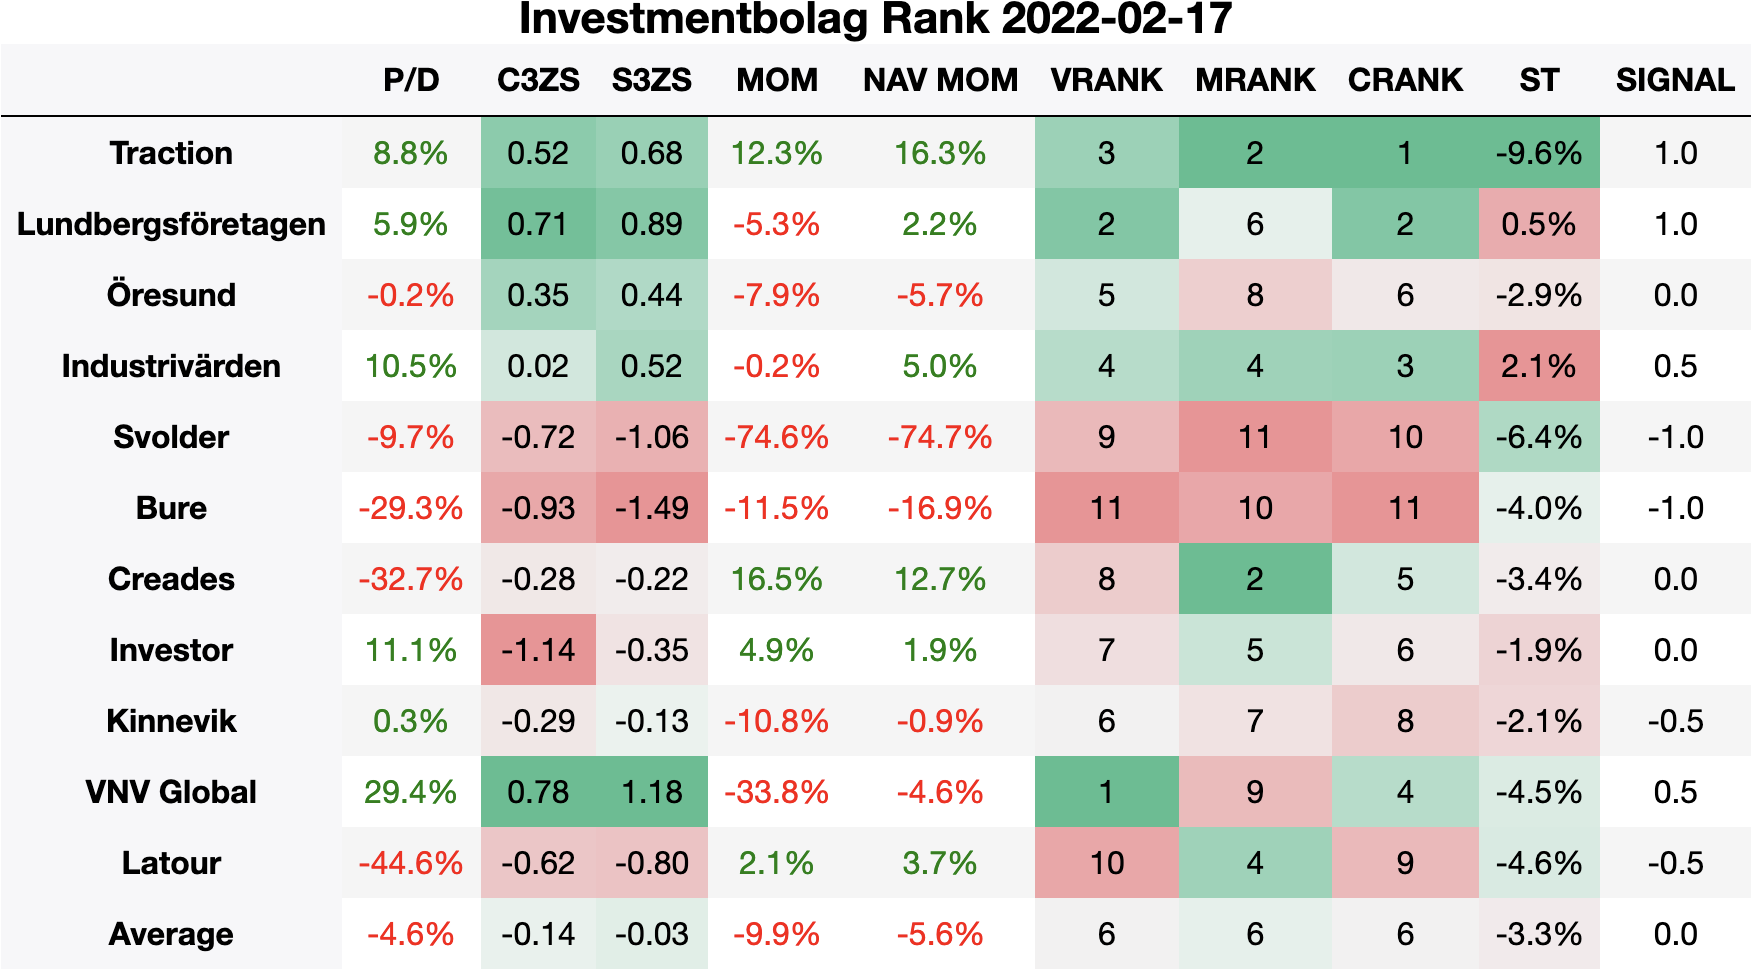 Investmentbolag Rank 2022-02-17
P/D C3ZS S3ZS MOM NAV MOM VRANK MRANK CRANK ST SIGNAL
Traction 8.8% 0.52 0.68 12.3% 16.3% 3 2 1 -9.6% 1.0
Lundbergsföretagen 5.9% 0.71 0.89 -5.3% 2.2% 2 6 2 0.5% 1.0
Öresund -0.2% 0.35 0.44 -7.9% -5.7% 5 8 6 -2.9% 0.0
Industrivärden 10.5% 0.02 0.52 -0.2% 5.0% 4 4 3 2.1% 0.5
Svolder -9.7% -0.72 -1.06 -74.6% -74.7% 9 11 10 -6.4% -1.0
Bure -29.3% -0.93 -1.49 -11.5% -16.9% 11 10 11 -4.0% -1.0
Creades -32.7% -0.28 -0.22 16.5% 12.7% 8 2 5 -3.4% 0.0
Investor 11.1% -1.14 -0.35 4.9% 1.9% 7 5 6 -1.9% 0.0
Kinnevik 0.3% -0.29 -0.13 -10.8% -0.9% 6 7 8 -2.1% -0.5
VNV Global 29.4% 0.78 1.18 -33.8% -4.6% 1 9 4 -4.5% 0.5
Latour -44.6% -0.62 -0.80 2.1% 3.7% 10 4 9 -4.6% -0.5
Average -4.6% -0.14 -0.03 -9.9% -5.6% 6 6 6 -3.3% 0.0